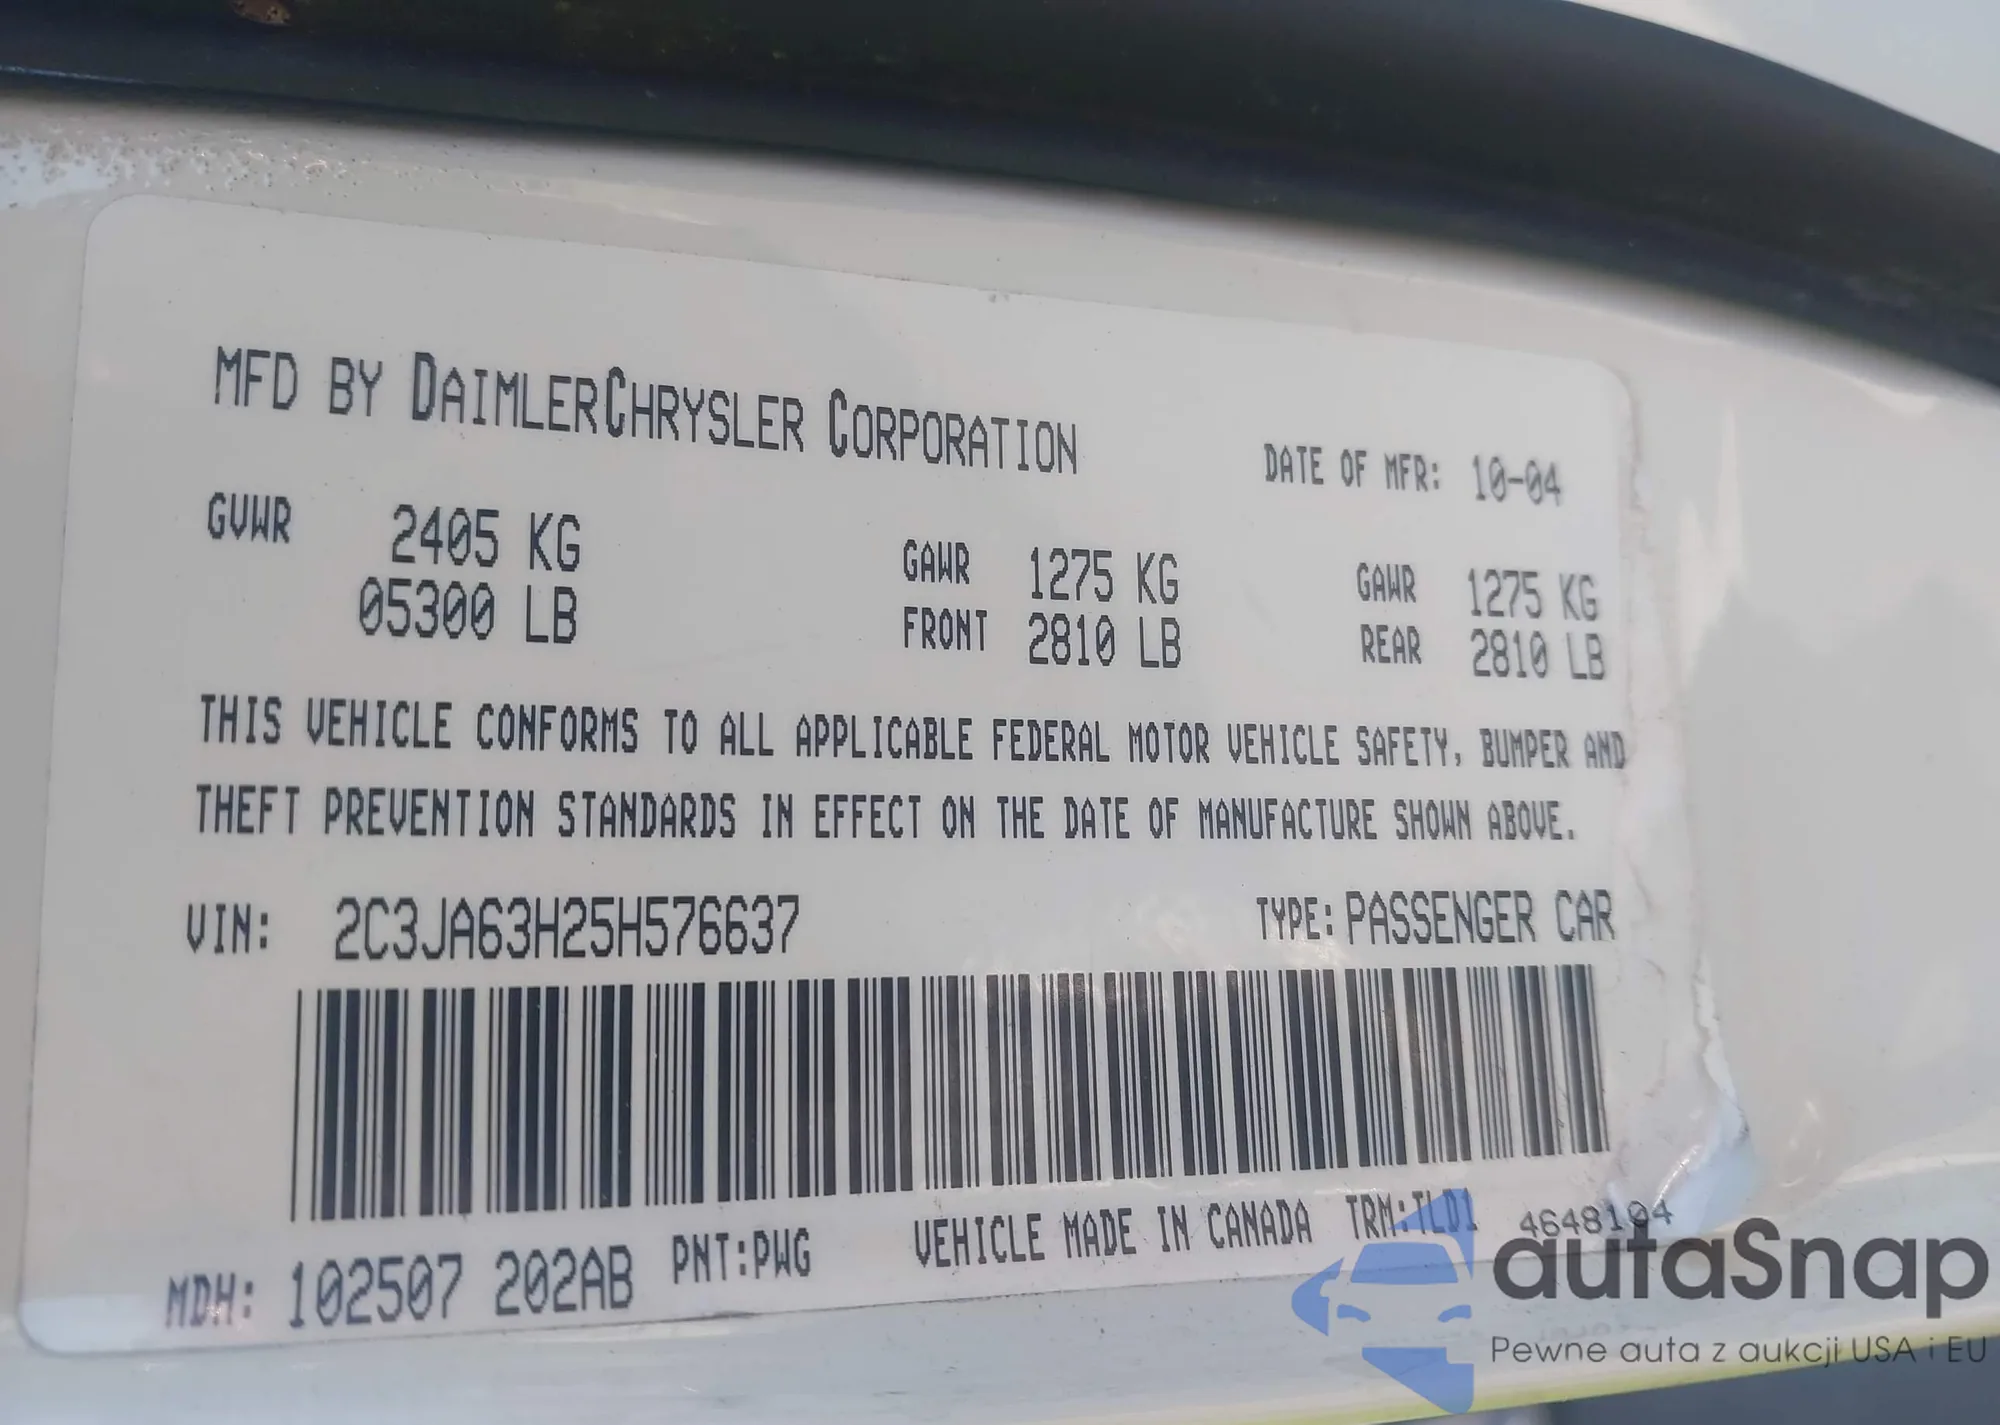 MFD BY DAIMLERCHRYSLER CORPORATION
DATE OF MFR: 10-04
GVWR 2405 KG
05300 LB
GAWR 1275 KG
FRONT 2810 LB
GAWR 1275 KG
REAR 2810 LB
THIS VEHICLE CONFORMS TO ALL APPLICABLE FEDERAL MOTOR VEHICLE SAFETY, BUMPER AND
THEFT PREVENTION STANDARDS IN EFFECT ON THE DATE OF MANUFACTURE SHOWN ABOVE.
VIN: 2C3JA63H25H576637
TYPE: PASSENGER CAR
MDH: 102507 202AB PNT:PWG VEHICLE MADE IN CANADA TRM:TLD1 4648104
autaSnap
Pewne auta z aukcji USA i EU